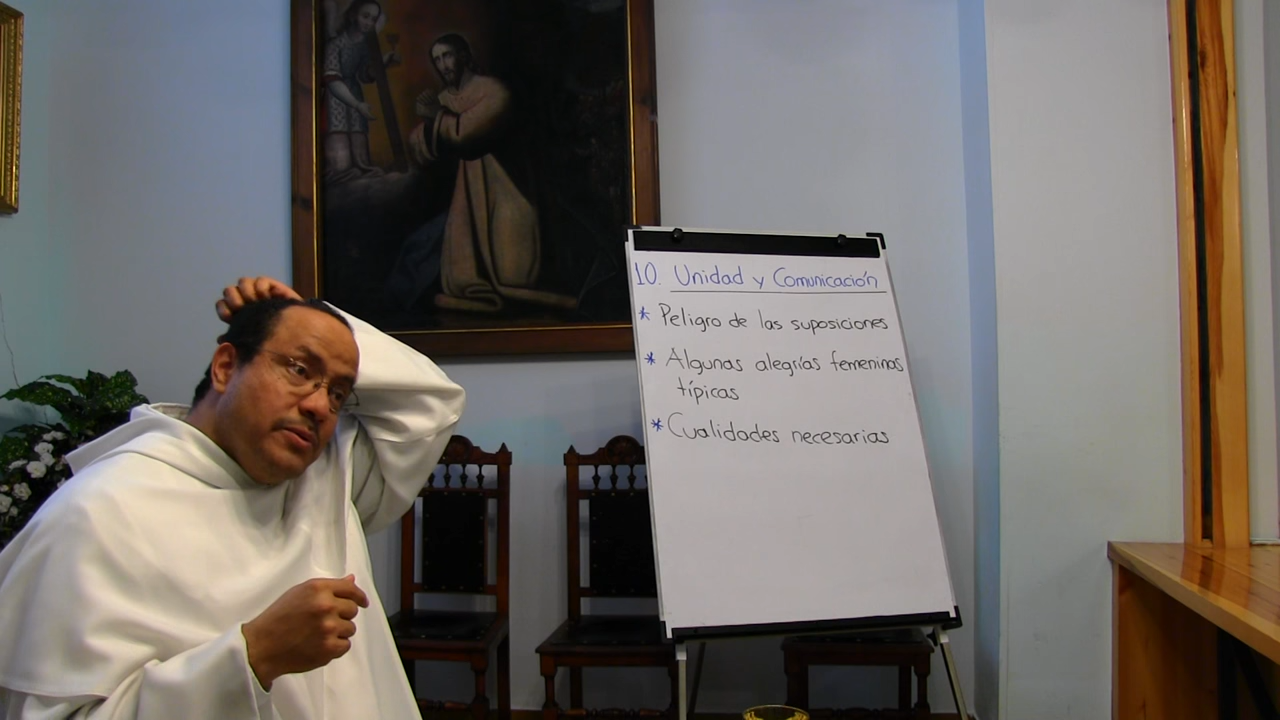 10. Unidad y Comunicación
* Peligro de las suposiciones
* Algunas alegrías femeninas
típicas
* Cualidades necesarias